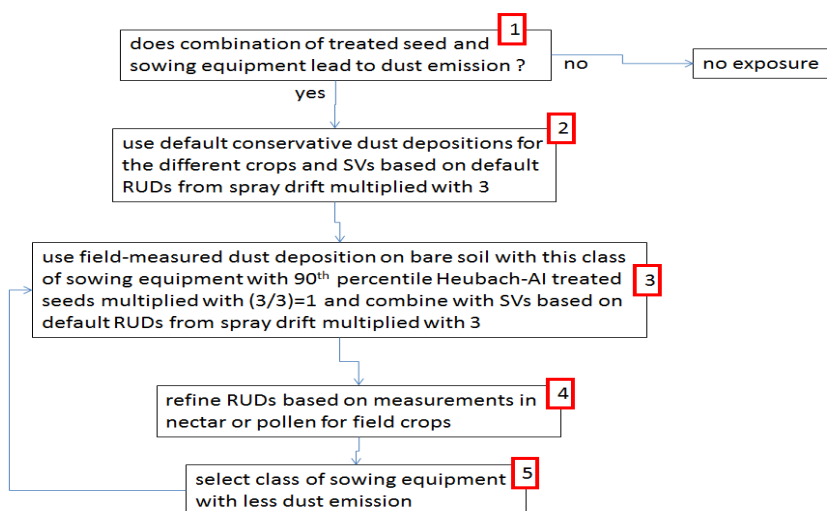 1
does combination of treated seed and
sowing equipment lead to dust emission ?
no
no exposure
yes
2
use default conservative dust depositions for
the different crops and SVs based on default
RUDs from spray drift multiplied with 3
use field-measured dust deposition on bare soil with this class
of sowing equipment with 90th percentile Heubach-AI treated
seeds multiplied with (3/3)=1 and combine with SVs based on
default RUDs from spray drift multiplied with 3
3
refine RUDs based on measurements in
nectar or pollen for field crops
4
select class of sowing equipment
with less dust emission
5